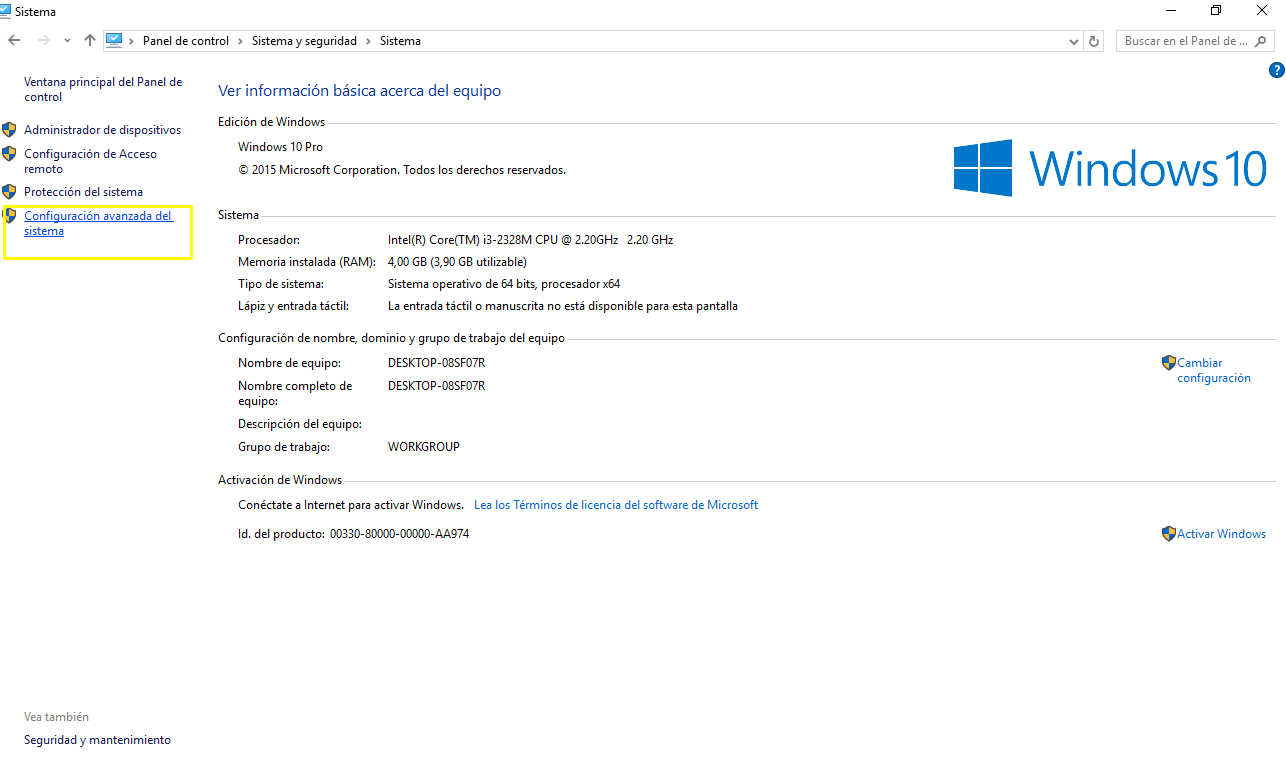 Sistema
Panel de control > Sistema y seguridad > Sistema
Buscar en el Panel de ...
?
Ventana principal del Panel de
control
Administrador de dispositivos
Configuración de Acceso
remoto
Protección del sistema
Configuración avanzada del
sistema
Ver información básica acerca del equipo
Edición de Windows
Windows 10 Pro
© 2015 Microsoft Corporation. Todos los derechos reservados.
Windows 10
Sistema
Procesador: Intel(R) Core(TM) i3-2328M CPU @ 2.20GHz 2.20 GHz
Memoria instalada (RAM): 4,00 GB (3,90 GB utilizable)
Tipo de sistema: Sistema operativo de 64 bits, procesador x64
Lápiz y entrada táctil: La entrada táctil o manuscrita no está disponible para esta pantalla
Configuración de nombre, dominio y grupo de trabajo del equipo
Nombre de equipo: DESKTOP-08SF07R
Cambiar
configuración
Nombre completo de
equipo: DESKTOP-08SF07R
Descripción del equipo:
Grupo de trabajo: WORKGROUP
Activación de Windows
Conéctate a Internet para activar Windows. Lea los Términos de licencia del software de Microsoft
Id. del producto: 00330-80000-00000-AA974
Activar Windows
Vea también
Seguridad y mantenimiento